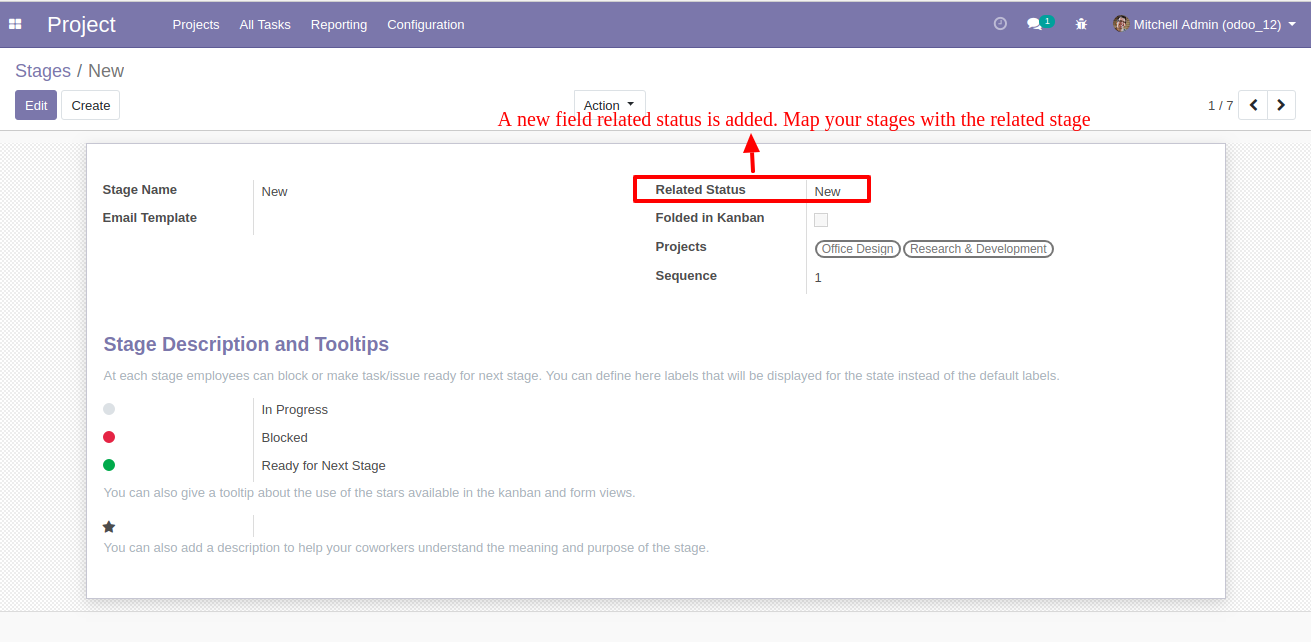 Project Projects All Tasks Reporting Configuration 1 Mitchell Admin (odoo_12)
Stages / New
Edit Create Action 1 / 7
A new field related status is added. Map your stages with the related stage
Stage Name New Related Status New
Email Template Folded in Kanban
Projects Office Design Research & Development
Sequence 1
Stage Description and Tooltips
At each stage employees can block or make task/issue ready for next stage. You can define here labels that will be displayed for the state instead of the default labels.
In Progress
Blocked
Ready for Next Stage
You can also give a tooltip about the use of the stars available in the kanban and form views.
You can also add a description to help your coworkers understand the meaning and purpose of the stage.